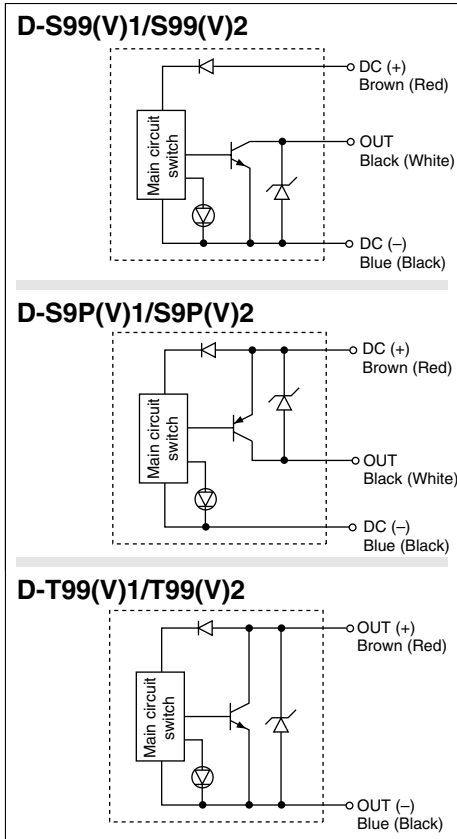 D-S99(V)1/S99(V)2
DC (+)
Brown (Red)
Main circuit
switch
OUT
Black (White)
DC (–)
Blue (Black)
D-S9P(V)1/S9P(V)2
DC (+)
Brown (Red)
Main circuit
switch
OUT
Black (White)
DC (–)
Blue (Black)
D-T99(V)1/T99(V)2
OUT (+)
Brown (Red)
Main circuit
switch
OUT (–)
Blue (Black)